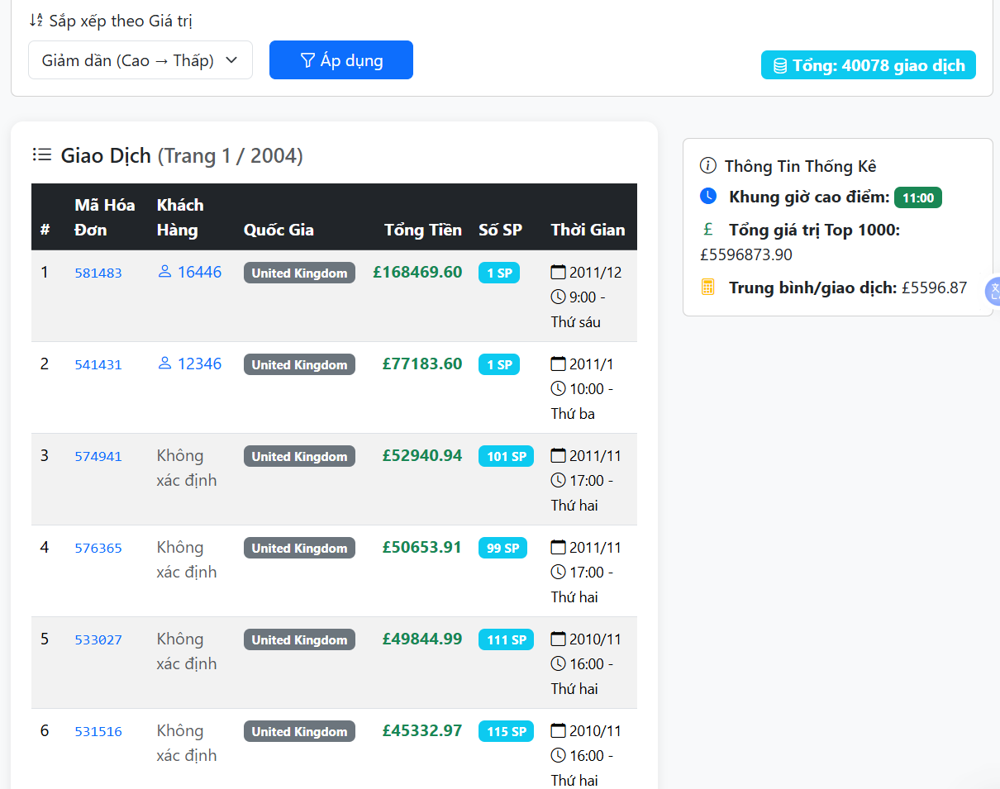 Sắp xếp theo Giá trị
Giảm dần (Cao → Thấp)
Áp dụng
Tổng: 40078 giao dịch
Giao Dịch (Trang 1 / 2004)
# Mã Hóa Đơn Khách Hàng Quốc Gia Tổng Tiền Số SP Thời Gian
1 581483 16446 United Kingdom £168469.60 1 SP 2011/12
9:00 -
Thứ sáu
2 541431 12346 United Kingdom £77183.60 1 SP 2011/1
10:00 -
Thứ ba
3 574941 Không xác định United Kingdom £52940.94 101 SP 2011/11
17:00 -
Thứ hai
4 576365 Không xác định United Kingdom £50653.91 99 SP 2011/11
17:00 -
Thứ hai
5 533027 Không xác định United Kingdom £49844.99 111 SP 2010/11
16:00 -
Thứ hai
6 531516 Không xác định United Kingdom £45332.97 115 SP 2010/11
16:00 -
Thứ hai
Thông Tin Thống Kê
Khung giờ cao điểm: 11:00
£ Tổng giá trị Top 1000:
£5596873.90
Trung bình/giao dịch: £5596.87